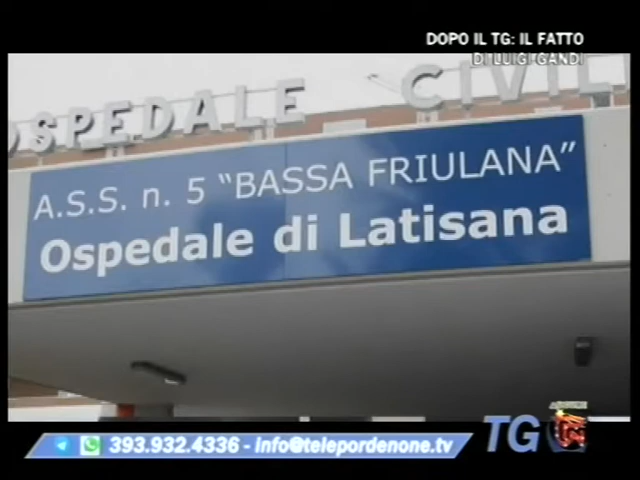 DOPO IL TG: IL FATTO
DI LUIGI GANDI
OSPEDALE CIVILE
A.S.S. n. 5 “BASSA FRIULANA”
Ospedale di Latisana
393.932.4336 - info@telepordenone.tv
TG